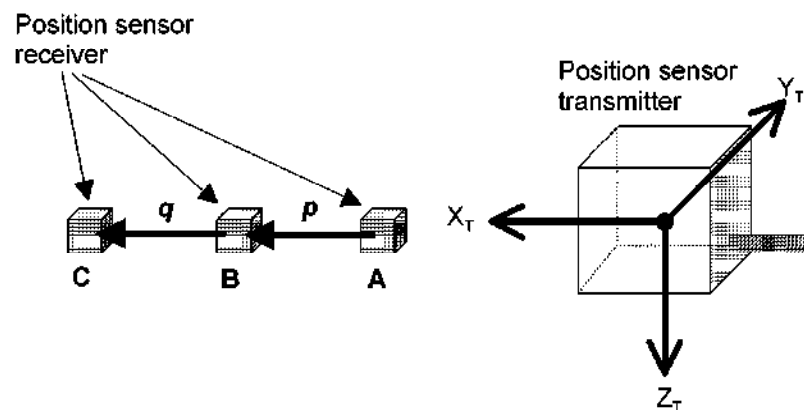 Position sensor
receiver
Position sensor
transmitter
Y_T
X_T
q
p
C
B
A
Z_T